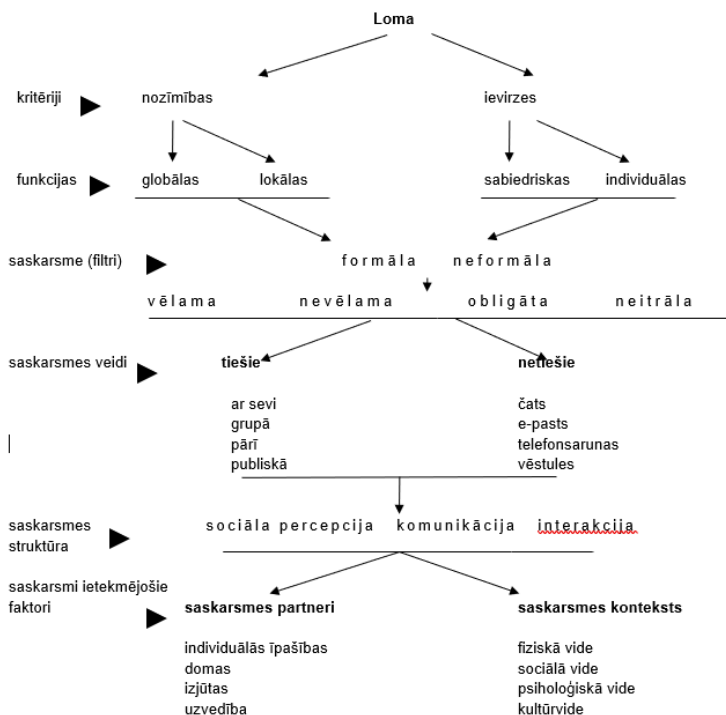 Loma
kritēriji nozīmības ievirzes
funkcijas globālas lokālas sabiedriskas individuālas
saskarsme (filtri) formāla neformāla
vēlama nevēlama obligāta neitrāla
saskarsmes veidi tiešie netiešie
ar sevi čats
grupā e-pasts
pārī telefonsarunas
publiskā vēstules
saskarsmes struktūra sociāla percepcija komunikācija interakcija
saskarsmi ietekmējošie
faktori saskarsmes partneri saskarsmes konteksts
individuālās īpašības fiziskā vide
domas sociālā vide
izjūtas psiholoģiskā vide
uzvedība kultūrvide